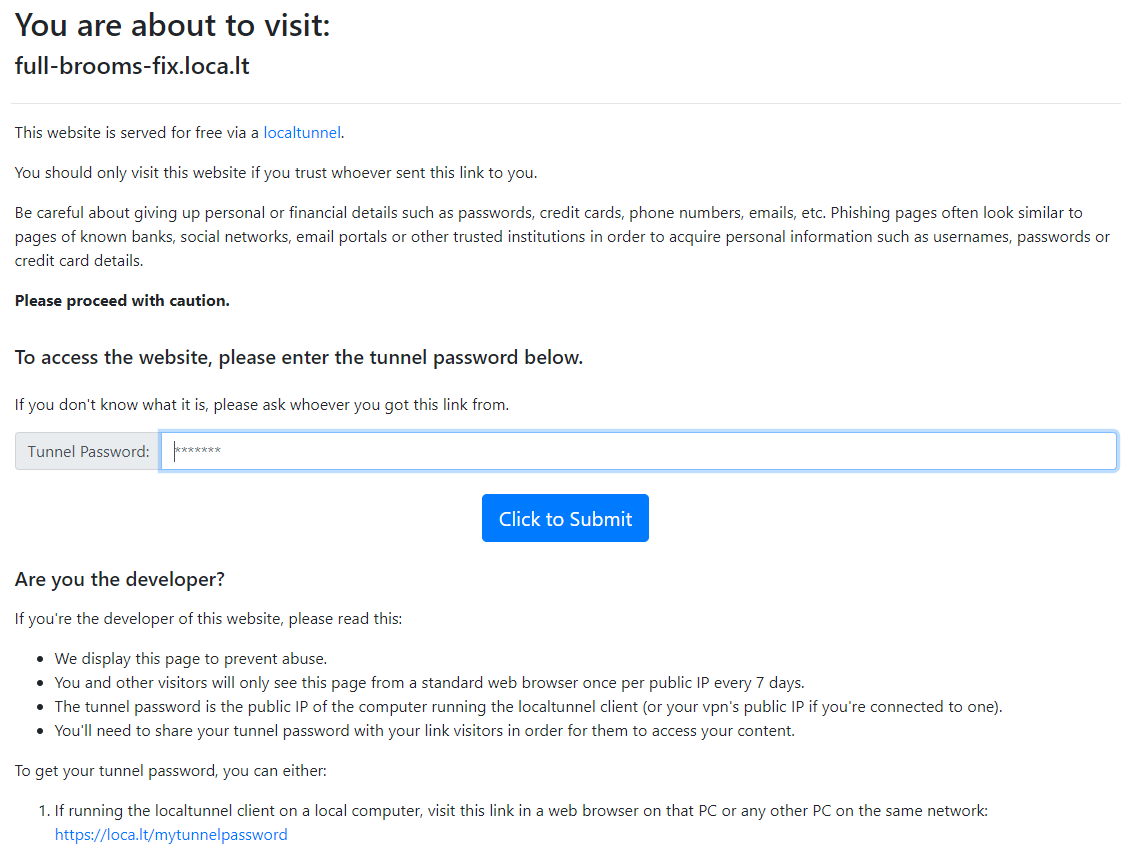 You are about to visit:
full-brooms-fix.loca.lt
This website is served for free via a localtunnel.
You should only visit this website if you trust whoever sent this link to you.
Be careful about giving up personal or financial details such as passwords, credit cards, phone numbers, emails, etc. Phishing pages often look similar to
pages of known banks, social networks, email portals or other trusted institutions in order to acquire personal information such as usernames, passwords or
credit card details.
Please proceed with caution.
To access the website, please enter the tunnel password below.
If you don't know what it is, please ask whoever you got this link from.
Tunnel Password: *******
Click to Submit
Are you the developer?
If you're the developer of this website, please read this:
• We display this page to prevent abuse.
• You and other visitors will only see this page from a standard web browser once per public IP every 7 days.
• The tunnel password is the public IP of the computer running the localtunnel client (or your vpn's public IP if you're connected to one).
• You'll need to share your tunnel password with your link visitors in order for them to access your content.
To get your tunnel password, you can either:
1. If running the localtunnel client on a local computer, visit this link in a web browser on that PC or any other PC on the same network:
https://loca.lt/mytunnelpassword